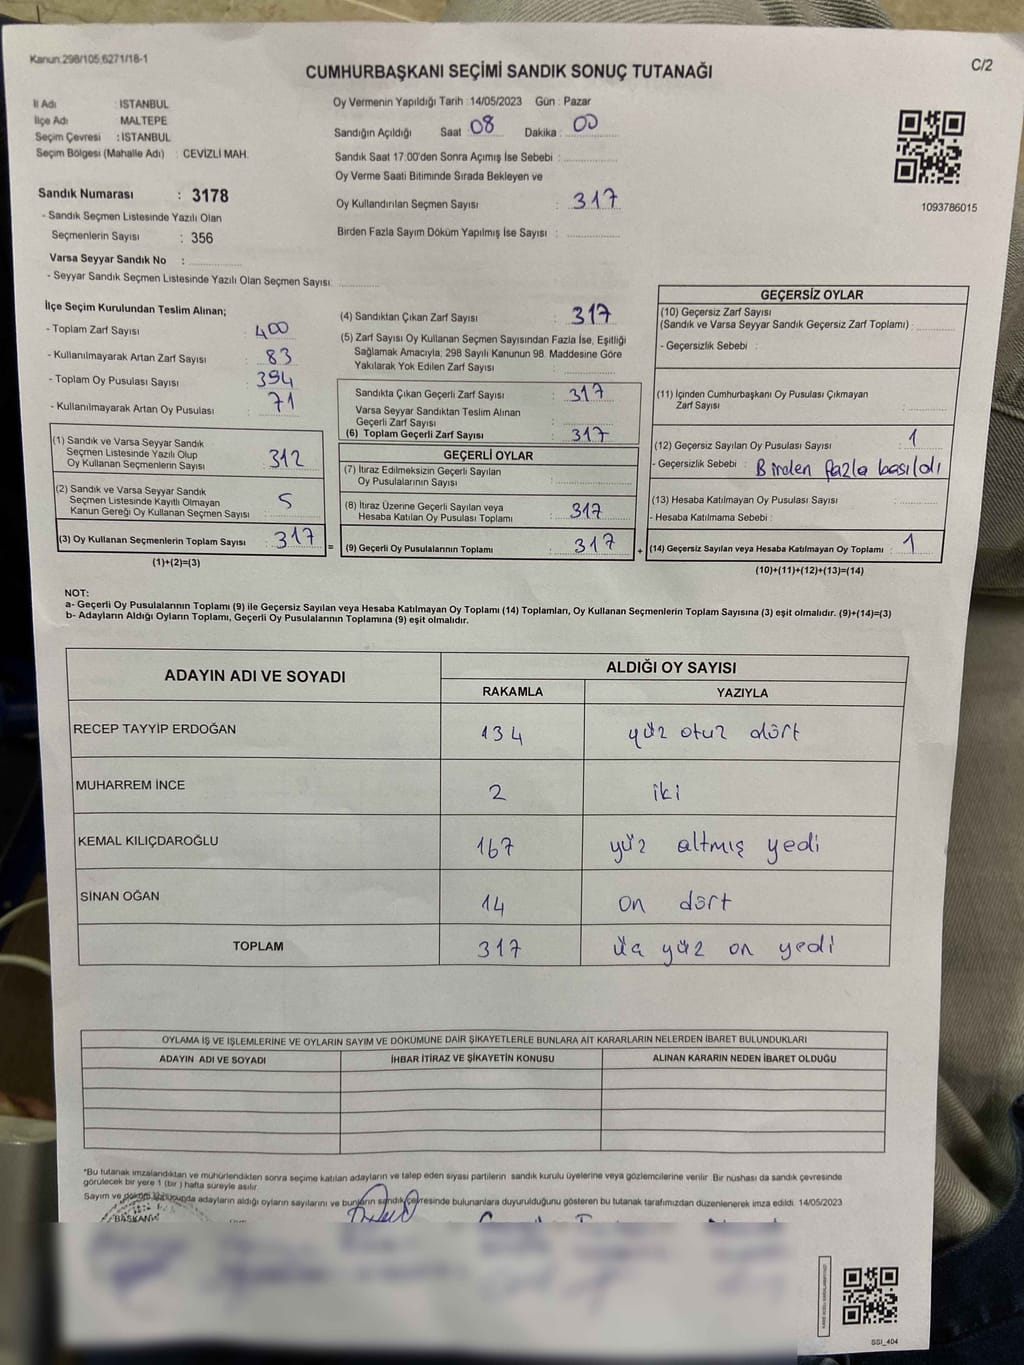 Kanun:298/105,6271/18-1
CUMHURBAŞKANI SEÇİMİ SANDIK SONUÇ TUTANAĞI
C/2
İl Adı : İSTANBUL
İlçe Adı : MALTEPE
Seçim Çevresi : İSTANBUL
Seçim Bölgesi (Mahalle Adı) : CEVİZLİ MAH.
Oy Vermenin Yapıldığı Tarih :14/05/2023 Gün : Pazar
Sandığın Açıldığı Saat 08 Dakika : 00
Sandık Saat 17:00'den Sonra Açımış İse Sebebi :
Oy Verme Saati Bitiminde Sırada Bekleyen ve
Oy Kullandırılan Seçmen Sayısı : 317
Birden Fazla Sayım Döküm Yapılmış İse Sayısı :
1093786015
Sandık Numarası : 3178
- Sandık Seçmen Listesinde Yazılı Olan
Seçmenlerin Sayısı : 356
Varsa Seyyar Sandık No :
- Seyyar Sandık Seçmen Listesinde Yazılı Olan Seçmen Sayısı:
İlçe Seçim Kurulundan Teslim Alınan;
- Toplam Zarf Sayısı : 400
- Kullanılmayarak Artan Zarf Sayısı : 83
- Toplam Oy Pusulası Sayısı : 394
- Kullanılmayarak Artan Oy Pusulası : 71
(1) Sandık ve Varsa Seyyar Sandık
Seçmen Listesinde Yazılı Olup
Oy Kullanan Seçmenlerin Sayısı : 312
(2) Sandık ve Varsa Seyyar Sandık
Seçmen Listesinde Kayıtlı Olmayan
Kanun Gereği Oy Kullanan Seçmen Sayısı : 5
(3) Oy Kullanan Seçmenlerin Toplam Sayısı : 317
(1)+(2)=(3)
(4) Sandıktan Çıkan Zarf Sayısı : 317
(5) Zarf Sayısı Oy Kullanan Seçmen Sayısından Fazla İse, Eşitliği
Sağlamak Amacıyla; 298 Sayılı Kanunun 98. Maddesine Göre
Yakılarak Yok Edilen Zarf Sayısı :
Sandıkta Çıkan Geçerli Zarf Sayısı : 317
Varsa Seyyar Sandıktan Teslim Alınan
Geçerli Zarf Sayısı :
(6) Toplam Geçerli Zarf Sayısı : 317
GEÇERLİ OYLAR
(7) İtiraz Edilmeksizin Geçerli Sayılan
Oy Pusulalarının Sayısı :
(8) İtiraz Üzerine Geçerli Sayılan veya
Hesaba Katılan Oy Pusulası Toplamı : 317
= (9) Geçerli Oy Pusulalarının Toplamı : 317
GEÇERSİZ OYLAR
(10) Geçersiz Zarf Sayısı
(Sandık ve Varsa Seyyar Sandık Geçersiz Zarf Toplamı) :
- Geçersizlik Sebebi :
(11) İçinden Cumhurbaşkanı Oy Pusulası Çıkmayan
Zarf Sayısı :
(12) Geçersiz Sayılan Oy Pusulası Sayısı : 1
- Geçersizlik Sebebi : Birden fazla basıldı
(13) Hesaba Katılmayan Oy Pusulası Sayısı :
- Hesaba Katılmama Sebebi :
+ (14) Geçersiz Sayılan veya Hesaba Katılmayan Oy Toplamı : 1
(10)+(11)+(12)+(13)=(14)
NOT:
a- Geçerli Oy Pusulalarının Toplamı (9) ile Geçersiz Sayılan veya Hesaba Katılmayan Oy Toplamı (14) Toplamları, Oy Kullanan Seçmenlerin Toplam Sayısına (3) eşit olmalıdır. (9)+(14)=(3)
b- Adayların Aldığı Oyların Toplamı, Geçerli Oy Pusulalarının Toplamına (9) eşit olmalıdır.
ADAYIN ADI VE SOYADI
ALDIĞI OY SAYISI
RAKAMLA YAZIYLA
RECEP TAYYİP ERDOĞAN 134 yüz otuz dört
MUHARREM İNCE 2 iki
KEMAL KILIÇDAROĞLU 167 yüz altmış yedi
SİNAN OĞAN 14 on dört
TOPLAM 317 üç yüz on yedi
OYLAMA İŞ VE İŞLEMLERİNE VE OYLARIN SAYIM VE DÖKÜMÜNE DAİR ŞİKAYETLERLE BUNLARA AİT KARARLARIN NELERDEN İBARET BULUNDUKLARI
ADAYIN ADI VE SOYADI İHBAR İTİRAZ VE ŞİKAYETİN KONUSU ALINAN KARARIN NEDEN İBARET OLDUĞU
*Bu tutanak imzalandıktan ve mühürlendikten sonra seçime katılan adayların ve talep eden siyasi partilerin sandık kurulu üyelerine veya gözlemcilerine verilir. Bir nüshası da sandık çevresinde
görülecek bir yere 1 (bir) hafta süreyle asılır.
Sayım ve döküm sonucunda adayların aldığı oyların sayılarını ve bunların sandık çevresinde bulunanlara duyurulduğunu gösteren bu tutanak tarafımızdan düzenlenerek imza edildi. 14/05/2023
BAŞKAN
SSI_404